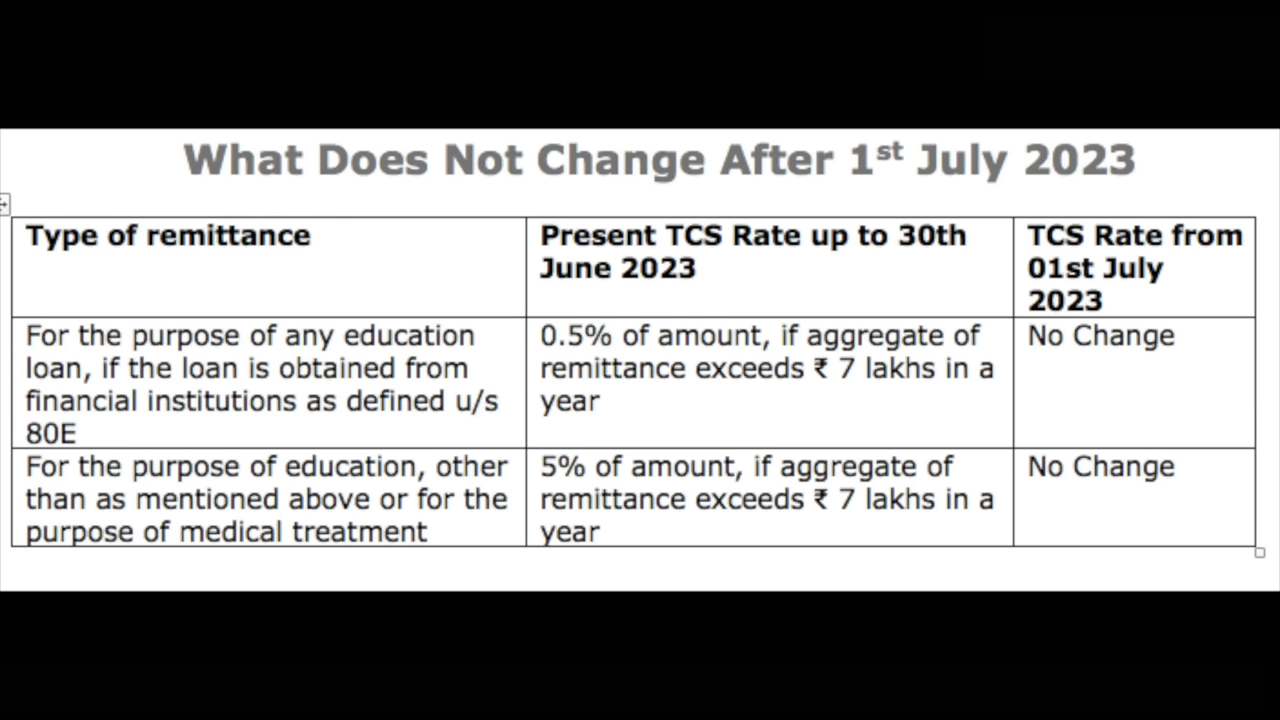 What Does Not Change After 1st July 2023
Type of remittance
Present TCS Rate up to 30th
June 2023
TCS Rate from
01st July
2023
For the purpose of any education
loan, if the loan is obtained from
financial institutions as defined u/s
80E
0.5% of amount, if aggregate of
remittance exceeds ₹ 7 lakhs in a
year
No Change
For the purpose of education, other
than as mentioned above or for the
purpose of medical treatment
5% of amount, if aggregate of
remittance exceeds ₹ 7 lakhs in a
year
No Change